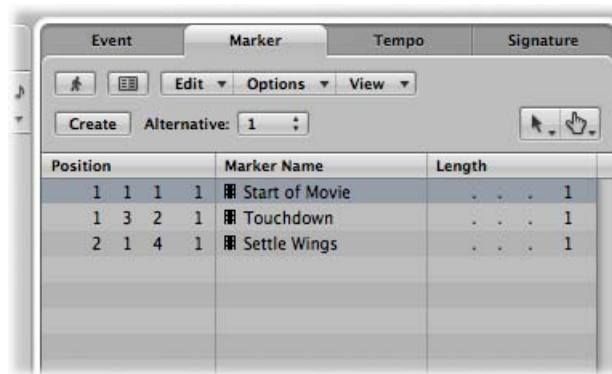 Event Marker Tempo Signature
Edit Options View
Create Alternative: 1
Position Marker Name Length
1 1 1 1 Start of Movie . . . 1
1 3 2 1 Touchdown . . . 1
2 1 4 1 Settle Wings . . . 1